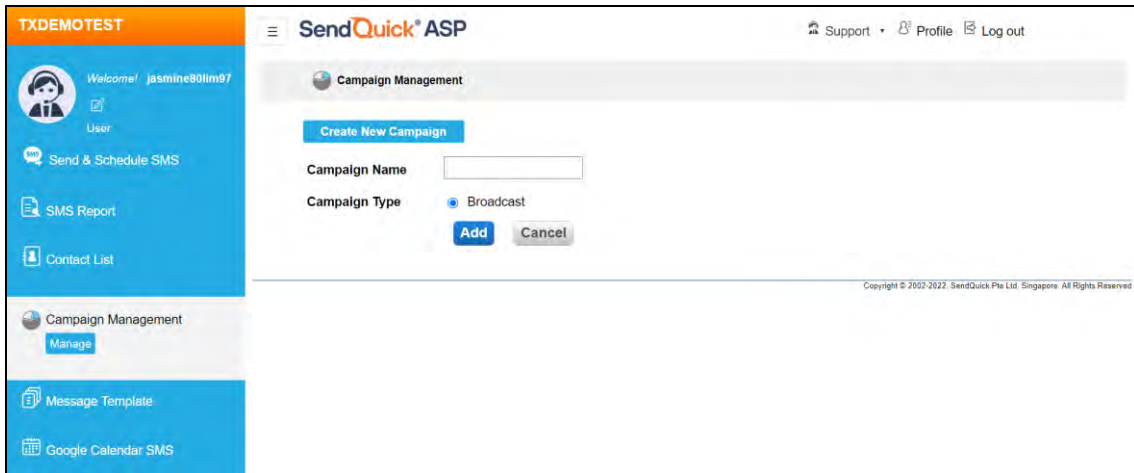 TXDEMOTEST
SendQuick® ASP
Support
Profile
Log out
Welcome! jasmine80lim97
User
Send & Schedule SMS
SMS Report
Contact List
Campaign Management
Manage
Message Template
Google Calendar SMS
Campaign Management
Create New Campaign
Campaign Name
Campaign Type
Broadcast
Add
Cancel
Copyright © 2002-2022. SendQuick Pte Ltd. Singapore. All Rights Reserved